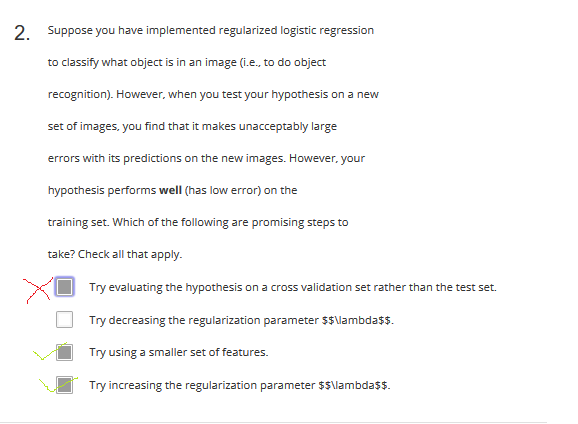 2. Suppose you have implemented regularized logistic regression
to classify what object is in an image (i.e., to do object
recognition). However, when you test your hypothesis on a new
set of images, you find that it makes unacceptably large
errors with its predictions on the new images. However, your
hypothesis performs well (has low error) on the
training set. Which of the following are promising steps to
take? Check all that apply.
Try evaluating the hypothesis on a cross validation set rather than the test set.
Try decreasing the regularization parameter $$\lambda$$.
Try using a smaller set of features.
Try increasing the regularization parameter $$\lambda$$.